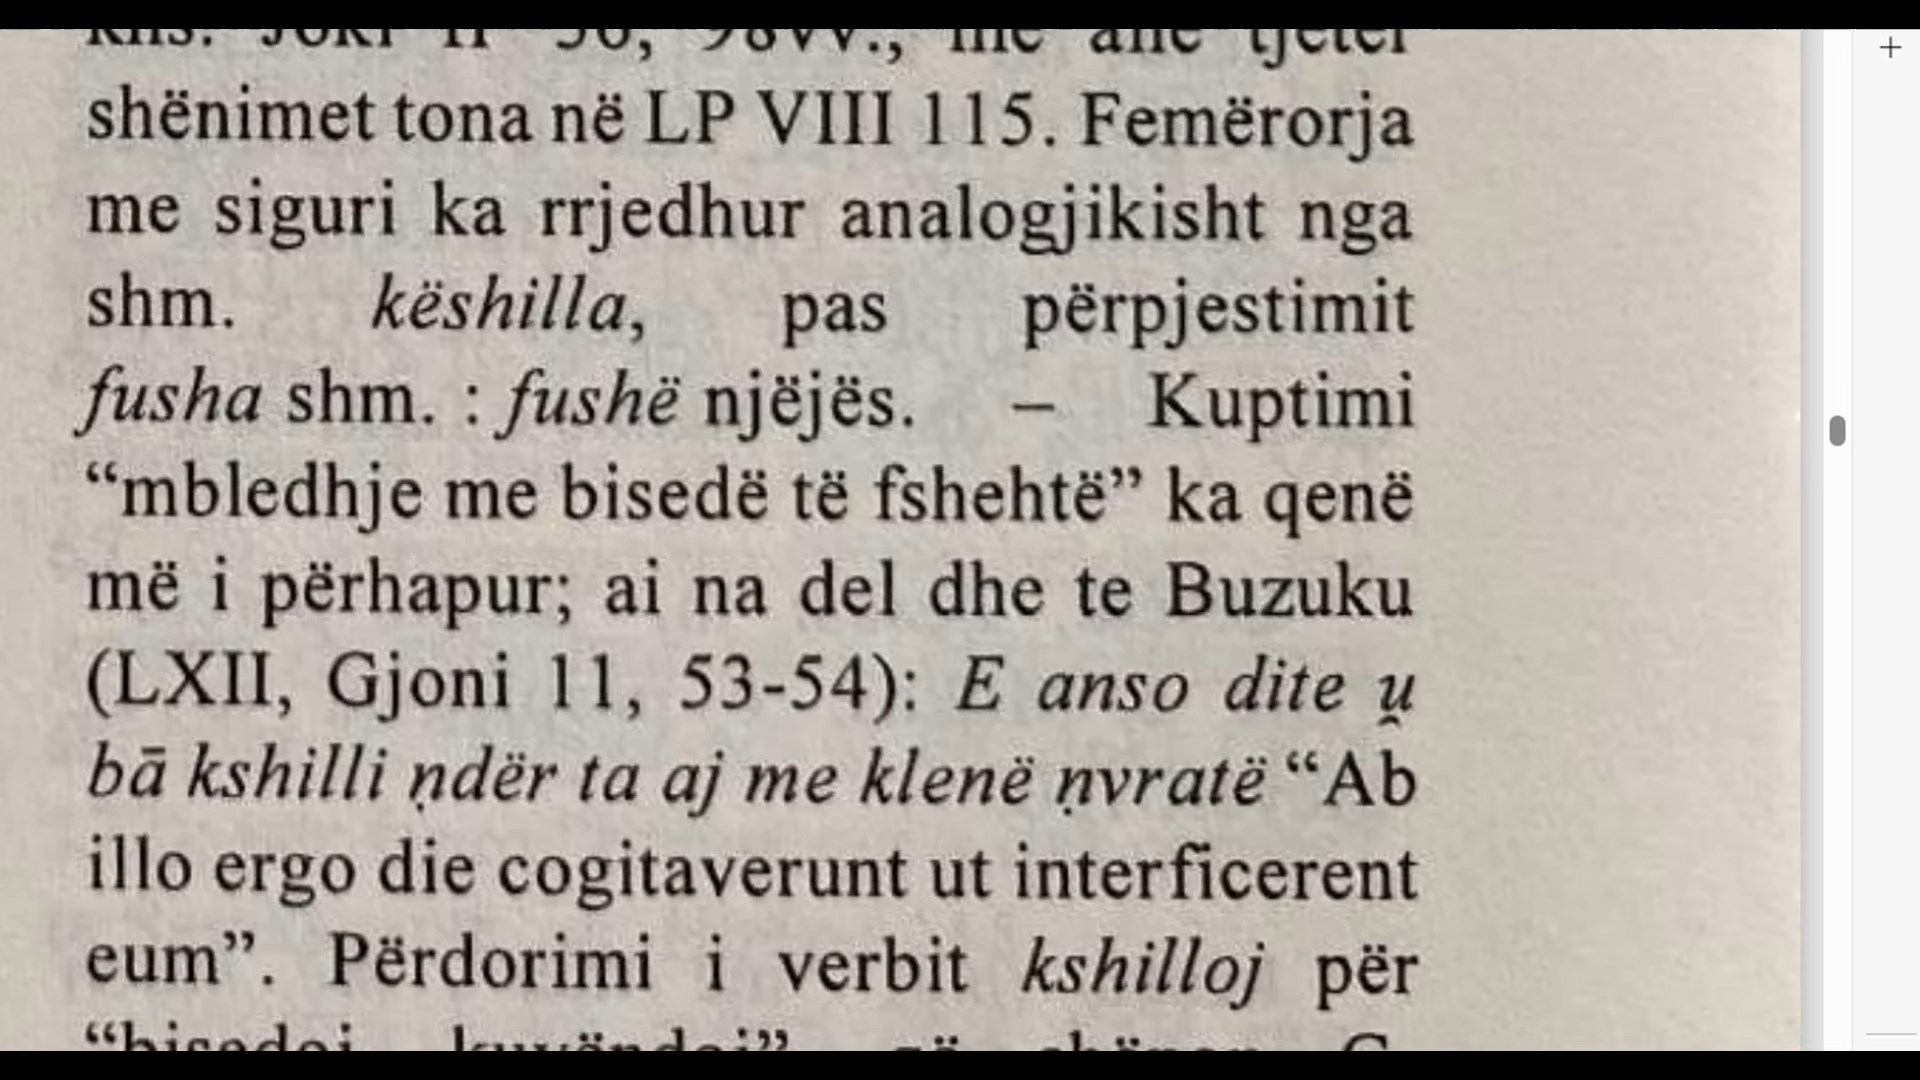 shënimet tona në LP VIII 115. Femërorja
me siguri ka rrjedhur analogjikisht nga
shm. këshilla, pas përpjestimit
fusha shm. : fushë njëjës. – Kuptimi
“mbledhje me bisedë të fshehtë” ka qenë
më i përhapur; ai na del dhe te Buzuku
(LXII, Gjoni 11, 53-54): E anso dite u̯
bā kshilli ṇdër ta aj me klenë ṇvratë “Ab
illo ergo die cogitaverunt ut interficerent
eum”. Përdorimi i verbit kshilloj për